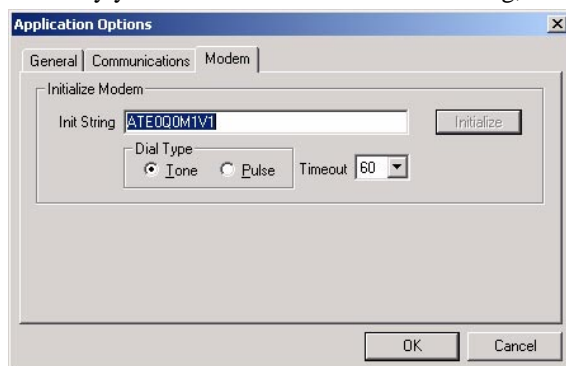 Application Options
General Communications Modem
Initialize Modem
Init String ATE0Q0M1V1 Initialize
Dial Type
Tone Pulse Timeout 60
OK Cancel